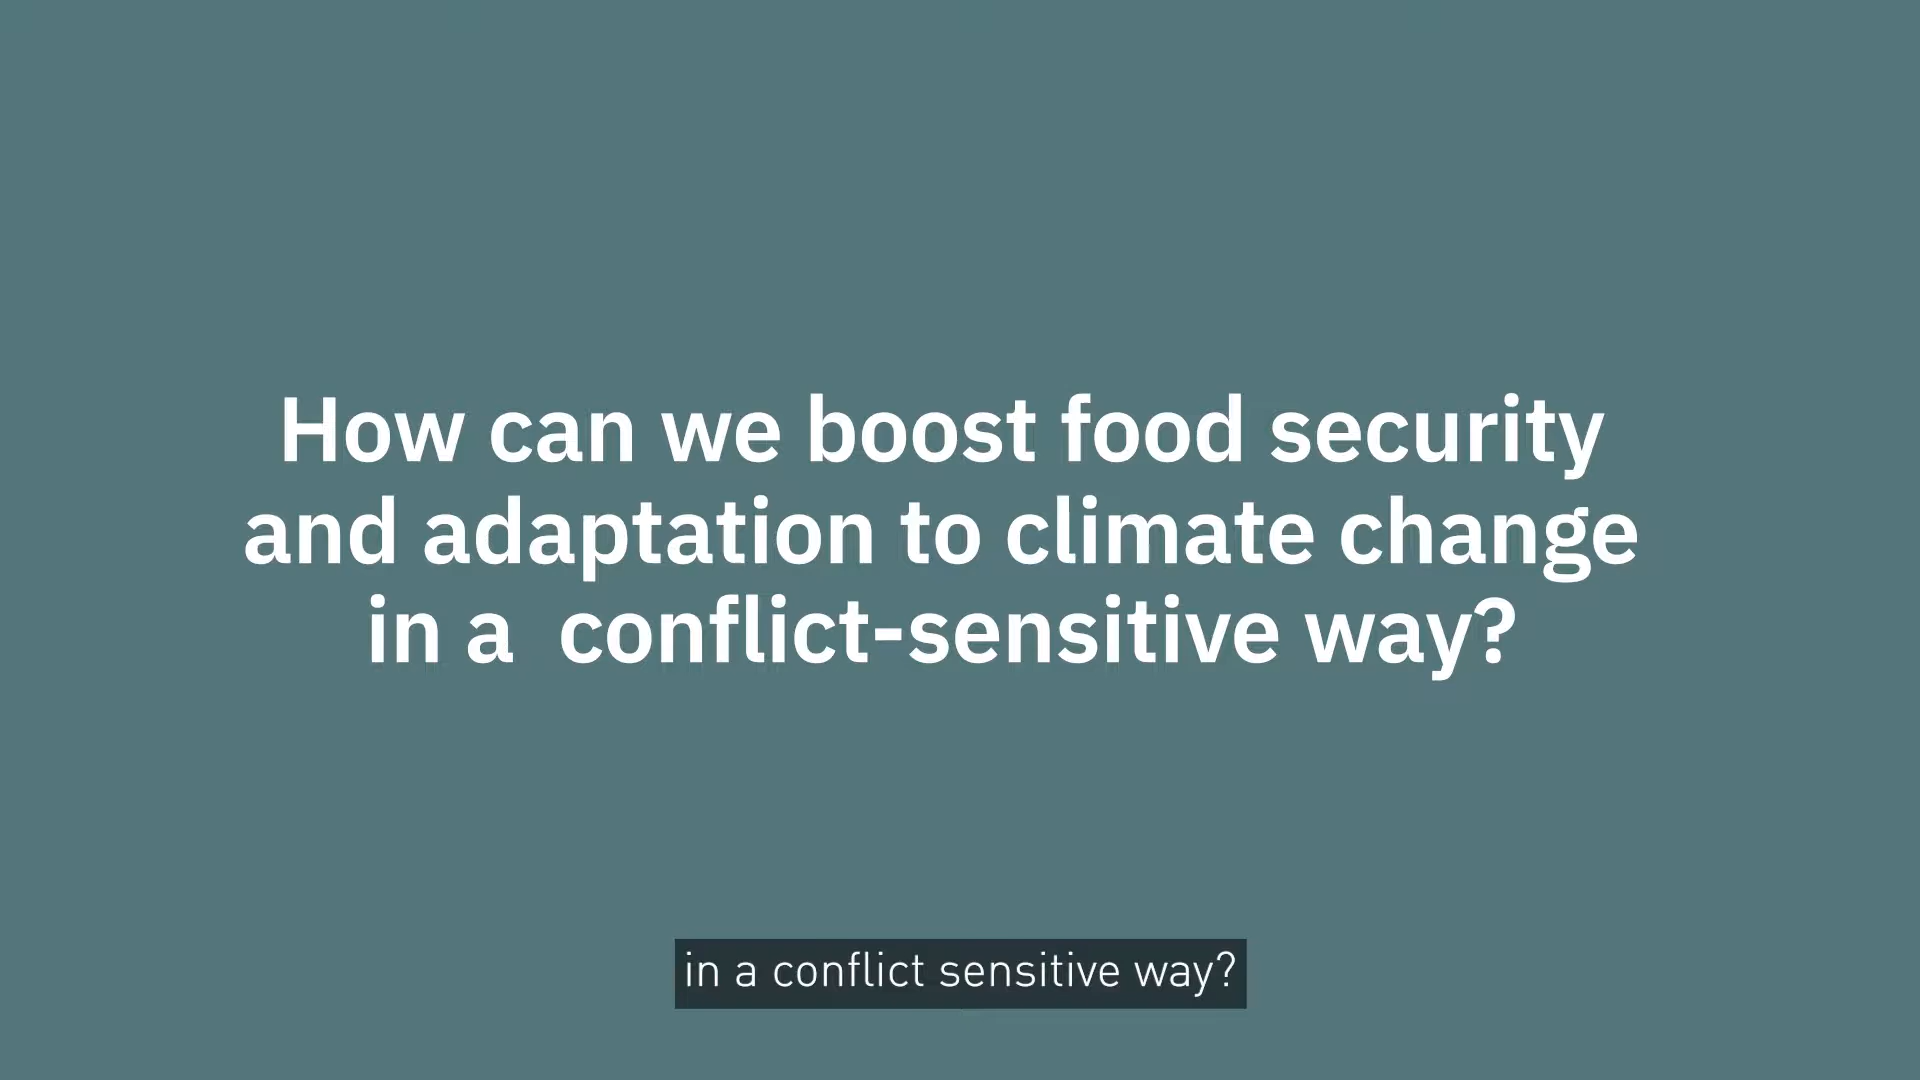 How can we boost food security
and adaptation to climate change
in a  conflict-sensitive way?
in a conflict sensitive way?